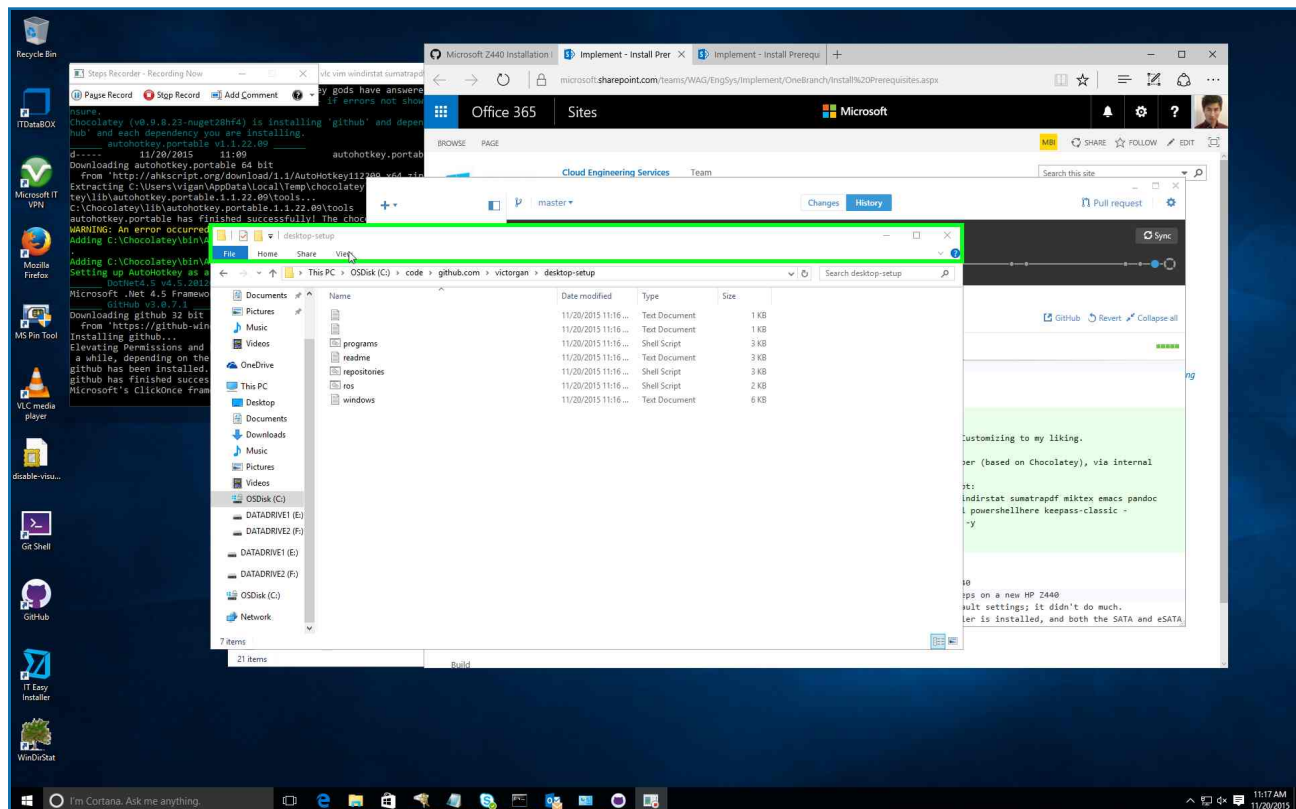 Recycle Bin
ITDataBOX
Microsoft IT
VPN
Mozilla
Firefox
MS Pin Tool
VLC media
player
disable-visu...
Git Shell
GitHub
IT Easy
Installer
WinDirStat
Steps Recorder - Recording Now
Pause Record Stop Record Add Comment
vlc vim windirstat sumatrapd
ey gods have answere
if errors not show
nsure.
Chocolatey (v0.9.8.23-nuget28hf4) is installing 'github' and depen
hub' and each dependency you are installing.
autohotkey.portable v1.1.22.09
d----- 11/20/2015 11:09 autohotkey.portab
Downloading autohotkey.portable 64 bit
from 'http://ahkscript.org/download/1.1/AutoHotkey112209_x64.zip
Extracting C:\Users\vigan\AppData\Local\Temp\chocolatey
tey\lib\autohotkey.portable.1.1.22.09\tools...
C:\Chocolatey\lib\autohotkey.portable.1.1.22.09\tools
autohotkey.portable has finished successfully! The choco
WARNING: An error occurred
Adding C:\Chocolatey\bin\A
.
Adding C:\Chocolatey\bin\A
Setting up AutoHotkey as a
DotNet4.5 v4.5.2012
Microsoft .Net 4.5 Framewo
GitHub v3.0.7.1
Downloading github 32 bit
from 'https://github-win
Installing github...
Elevating Permissions and
a while, depending on the
github has been installed.
github has finished succes
Microsoft's ClickOnce fram
Microsoft Z440 Installation
Implement - Install Prer
Implement - Install Prerequ
microsoft.sharepoint.com/teams/WAG/EngSys/Implement/OneBranch/Install%20Prerequisites.aspx
Office 365 Sites Microsoft ?
BROWSE PAGE MBI SHARE FOLLOW EDIT
Cloud Engineering Services Team Search this site
master Changes History Pull request
Sync
GitHub Revert Collapse all
ng
Customizing to my liking.
per (based on Chocolatey), via internal
pt:
indirstat sumatrapdf miktex emacs pandoc
powershellhere keepass-classic -
-y
40
eps on a new HP Z440
ault settings; it didn't do much.
ler is installed, and both the SATA and eSATA
desktop-setup
File Home Share View
This PC > OSDisk (C:) > code > github.com > victorgan > desktop-setup
Search desktop-setup
Documents
Pictures
Music
Videos
OneDrive
This PC
Desktop
Documents
Downloads
Music
Pictures
Videos
OSDisk (C:)
DATADRIVE1 (E:)
DATADRIVE2 (F:)
DATADRIVE1 (E:)
DATADRIVE2 (F:)
OSDisk (C:)
Network
Name Date modified Type Size
11/20/2015 11:16 ... Text Document 1 KB
11/20/2015 11:16 ... Text Document 1 KB
programs 11/20/2015 11:16 ... Shell Script 3 KB
readme 11/20/2015 11:16 ... Text Document 3 KB
repositories 11/20/2015 11:16 ... Shell Script 3 KB
ros 11/20/2015 11:16 ... Shell Script 2 KB
windows 11/20/2015 11:16 ... Text Document 6 KB
7 items
21 items
Build
I'm Cortana. Ask me anything.
11:17 AM
11/20/2015